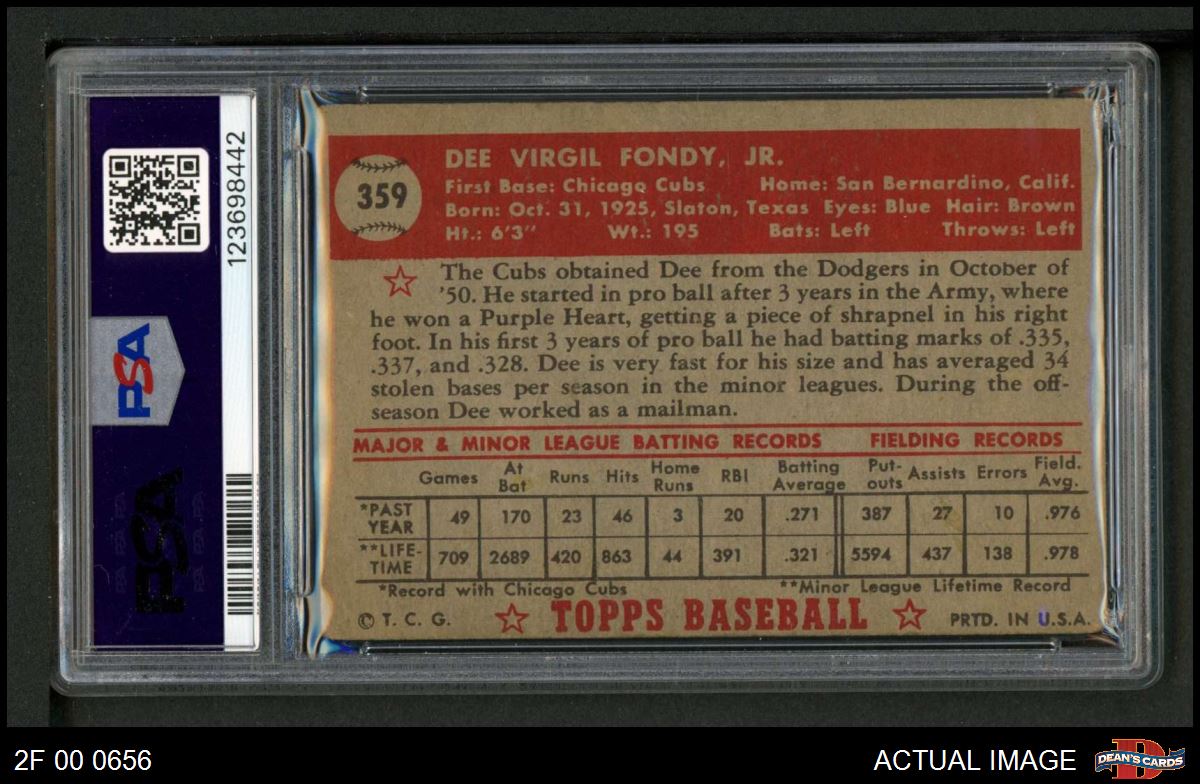 PSA
123698442
PSA
359
DEE VIRGIL FONDY, JR.
First Base: Chicago Cubs Home: San Bernardino, Calif.
Born: Oct. 31, 1925, Slaton, Texas Eyes: Blue Hair: Brown
Ht.: 6'3" Wt.: 195 Bats: Left Throws: Left
The Cubs obtained Dee from the Dodgers in October of
'50. He started in pro ball after 3 years in the Army, where
he won a Purple Heart, getting a piece of shrapnel in his right
foot. In his first 3 years of pro ball he had batting marks of .335,
.337, and .328. Dee is very fast for his size and has averaged 34
stolen bases per season in the minor leagues. During the off-
season Dee worked as a mailman.
MAJOR & MINOR LEAGUE BATTING RECORDS FIELDING RECORDS
Games At Bat Runs Hits Home Runs RBI Batting Average Put-outs Assists Errors Field. Avg.
*PAST YEAR 49 170 23 46 3 20 .271 387 27 10 .976
**LIFE-TIME 709 2689 420 863 44 391 .321 5594 437 138 .978
*Record with Chicago Cubs **Minor League Lifetime Record
© T. C. G. TOPPS BASEBALL PRTD. IN U.S.A.
2F 00 0656 ACTUAL IMAGE DEAN'S CARDS